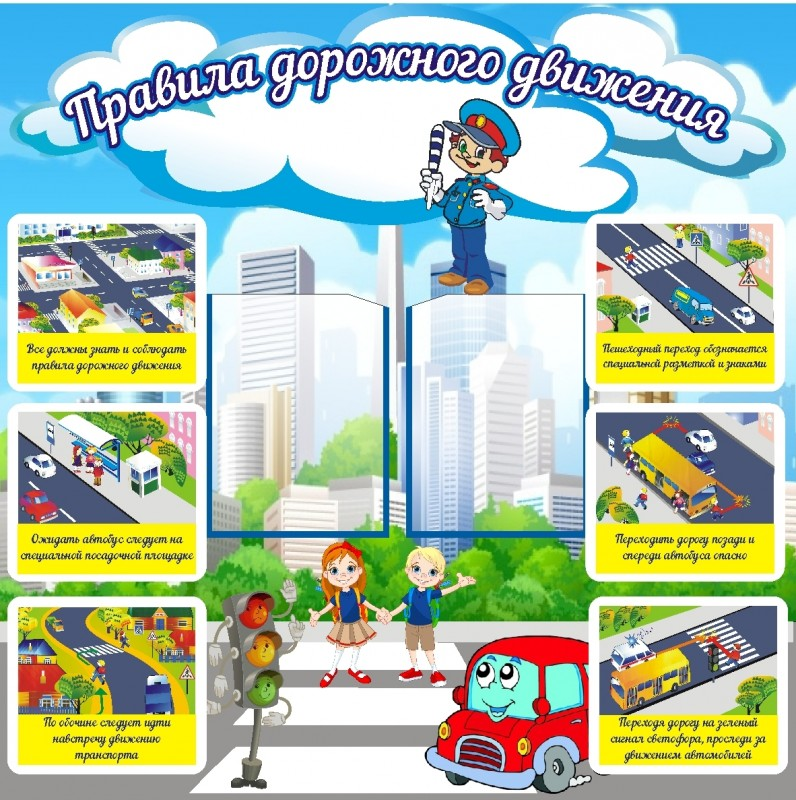 Правила дорожного движения
Все должны знать и соблюдать
правила дорожного движения
Ожидать автобус следует на
специальной посадочной площадке
По обочине следует идти
навстречу движению
транспорта
Пешеходный переход обозначается
специальной разметкой и знаками
Переходить дорогу позади и
спереди автобуса опасно
Переходя дорогу на зеленый
сигнал светофора, проследи за
движением автомобилей